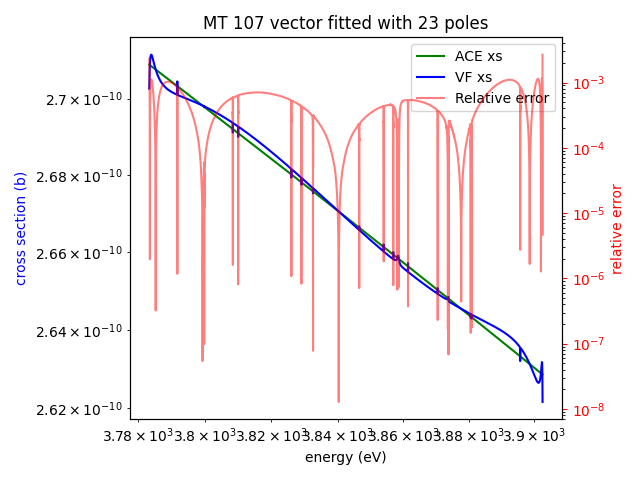 MT 107 vector fitted with 23 poles
ACE xs
VF xs
Relative error
cross section (b)
2.7 × 10⁻¹⁰
2.68 × 10⁻¹⁰
2.66 × 10⁻¹⁰
2.64 × 10⁻¹⁰
2.62 × 10⁻¹⁰
10⁻³
10⁻⁴
10⁻⁵
10⁻⁶
10⁻⁷
10⁻⁸
relative error
3.78 × 10³ 3.8 × 10³ 3.82 × 10³ 3.84 × 10³ 3.86 × 10³ 3.88 × 10³ 3.9 × 10³
energy (eV)